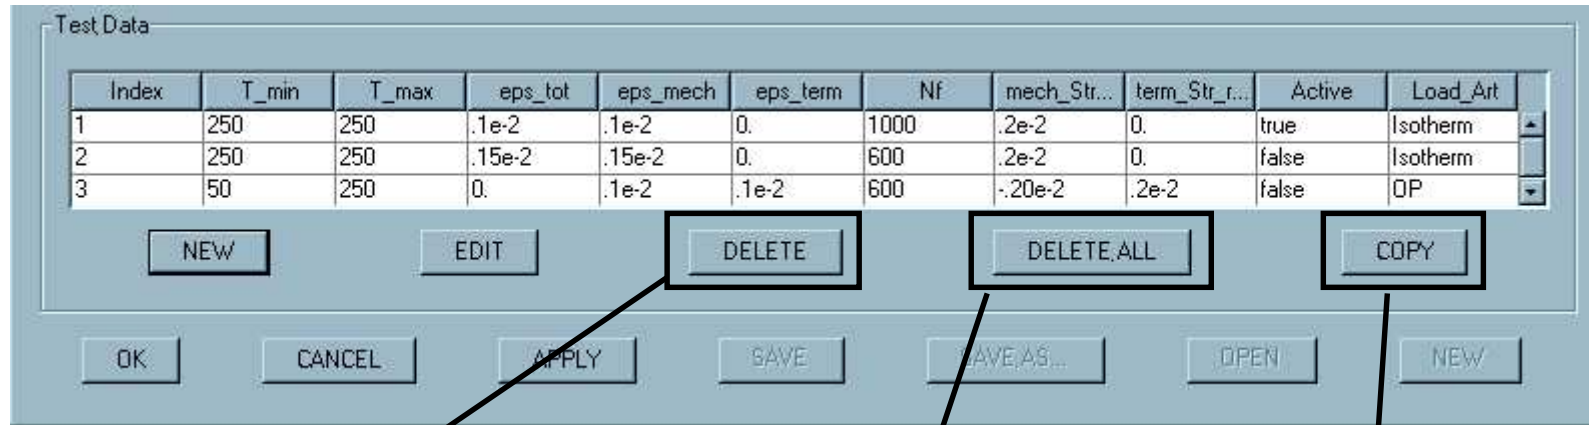 Test Data
Index T_min T_max eps_tot eps_mech eps_term Nf mech_Str... term_Str_r... Active Load_Art
1 250 250 .1e-2 .1e-2 0. 1000 .2e-2 0. true Isotherm
2 250 250 .15e-2 .15e-2 0. 600 .2e-2 0. false Isotherm
3 50 250 0. .1e-2 .1e-2 600 -.20e-2 .2e-2 false OP
NEW EDIT DELETE DELETE ALL COPY
OK CANCEL APPLY SAVE SAVE AS... OPEN NEW